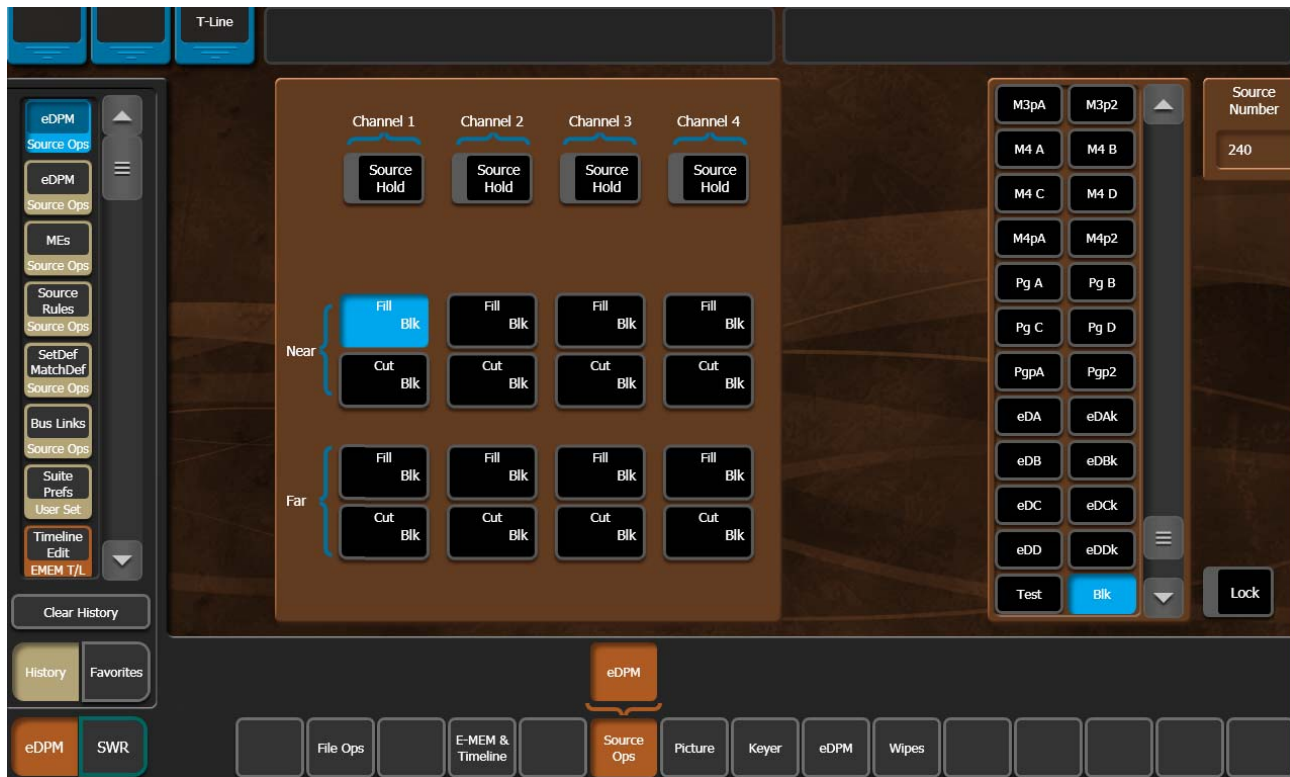 T-Line
eDPM
Source Ops
eDPM
Source Ops
MEs
Source Ops
Source
Rules
Source Ops
SetDef
MatchDef
Source Ops
Bus Links
Source Ops
Suite
Prefs
User Set
Timeline
Edit
EMEM T/L
Clear History
History Favorites
eDPM SWR
Channel 1 Channel 2 Channel 3 Channel 4
Source Source Source Source
Hold Hold Hold Hold
Near
Fill Fill Fill Fill
Blk Blk Blk Blk
Cut Cut Cut Cut
Blk Blk Blk Blk
Far
Fill Fill Fill Fill
Blk Blk Blk Blk
Cut Cut Cut Cut
Blk Blk Blk Blk
M3pA M3p2
M4 A M4 B
M4 C M4 D
M4pA M4p2
Pg A Pg B
Pg C Pg D
PgpA Pgp2
eDA eDAk
eDB eDBk
eDC eDCk
eDD eDDk
Test Blk
Source
Number
240
Lock
eDPM
File Ops
E-MEM &
Timeline
Source
Ops
Picture
Keyer
eDPM
Wipes